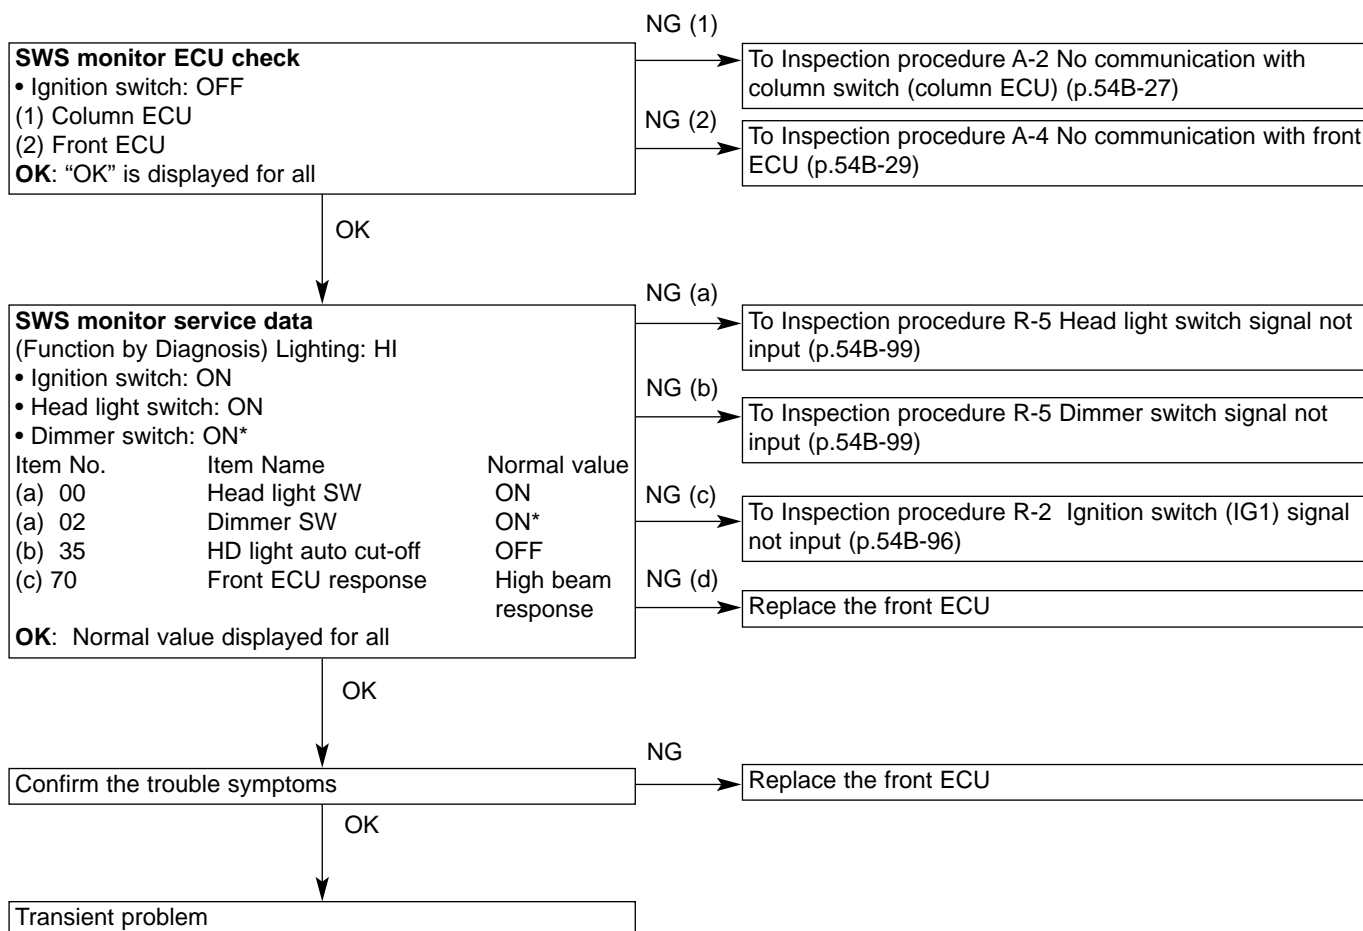 NG (1)
SWS monitor ECU check
• Ignition switch: OFF
(1) Column ECU
(2) Front ECU
OK: “OK” is displayed for all
To Inspection procedure A-2 No communication with
column switch (column ECU) (p.54B-27)
NG (2)
To Inspection procedure A-4 No communication with front
ECU (p.54B-29)
OK
SWS monitor service data
(Function by Diagnosis) Lighting: HI
• Ignition switch: ON
• Head light switch: ON
• Dimmer switch: ON*
Item No. Item Name Normal value
(a) 00 Head light SW ON
(a) 02 Dimmer SW ON*
(b) 35 HD light auto cut-off OFF
(c) 70 Front ECU response High beam
response
OK: Normal value displayed for all
NG (a)
To Inspection procedure R-5 Head light switch signal not
input (p.54B-99)
NG (b)
To Inspection procedure R-5 Dimmer switch signal not
input (p.54B-99)
NG (c)
To Inspection procedure R-2 Ignition switch (IG1) signal
not input (p.54B-96)
NG (d)
Replace the front ECU
OK
Confirm the trouble symptoms
NG
Replace the front ECU
OK
Transient problem